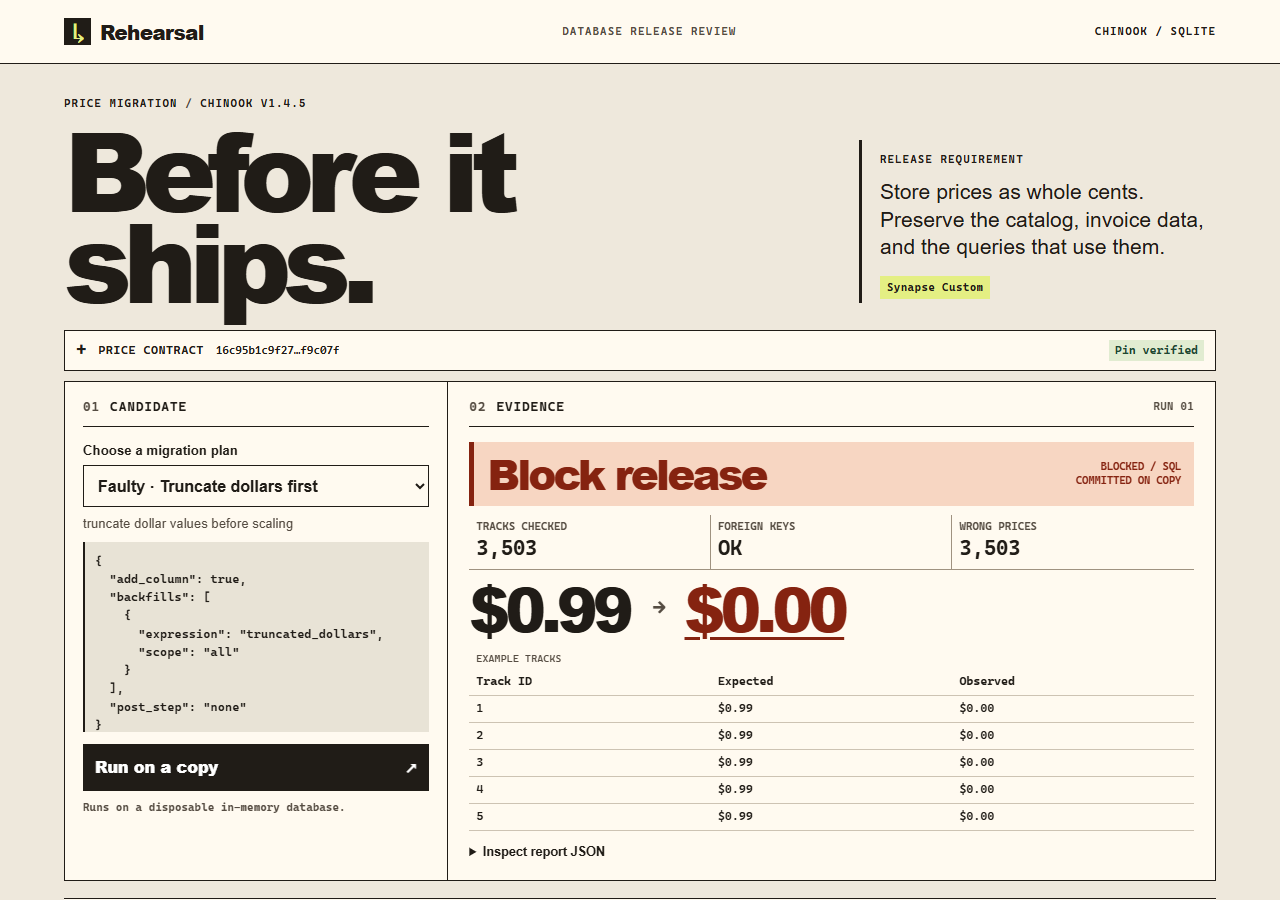 Rehearsal
DATABASE RELEASE REVIEW
CHINOOK / SQLITE
PRICE MIGRATION / CHINOOK V1.4.5
Before it
ships.
RELEASE REQUIREMENT
Store prices as whole cents.
Preserve the catalog, invoice data,
and the queries that use them.
Synapse Custom
+ PRICE CONTRACT 16c95b1c9f27…f9c07f
Pin verified
01 CANDIDATE
Choose a migration plan
Faulty · Truncate dollars first
truncate dollar values before scaling
{
  "add_column": true,
  "backfills": [
    {
      "expression": "truncated_dollars",
      "scope": "all"
    }
  ],
  "post_step": "none"
}
Run on a copy ↗
Runs on a disposable in-memory database.
02 EVIDENCE
RUN 01
Block release
BLOCKED / SQL
COMMITTED ON COPY
TRACKS CHECKED
3,503
FOREIGN KEYS
OK
WRONG PRICES
3,503
$0.99 → $0.00
EXAMPLE TRACKS
Track ID Expected Observed
1 $0.99 $0.00
2 $0.99 $0.00
3 $0.99 $0.00
4 $0.99 $0.00
5 $0.99 $0.00
▶ Inspect report JSON